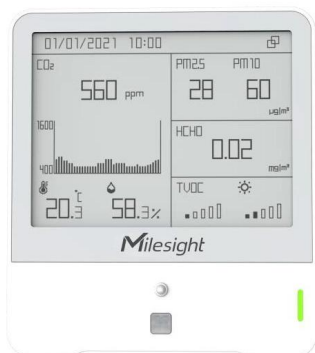 01/01/2021 10:00
CO₂
560 ppm
1600
400
20.3 °C
58.3%
PM2.5 PM10
28 60
µg/m³
HCHO
0.02
mg/m³
TVOC
Milesight